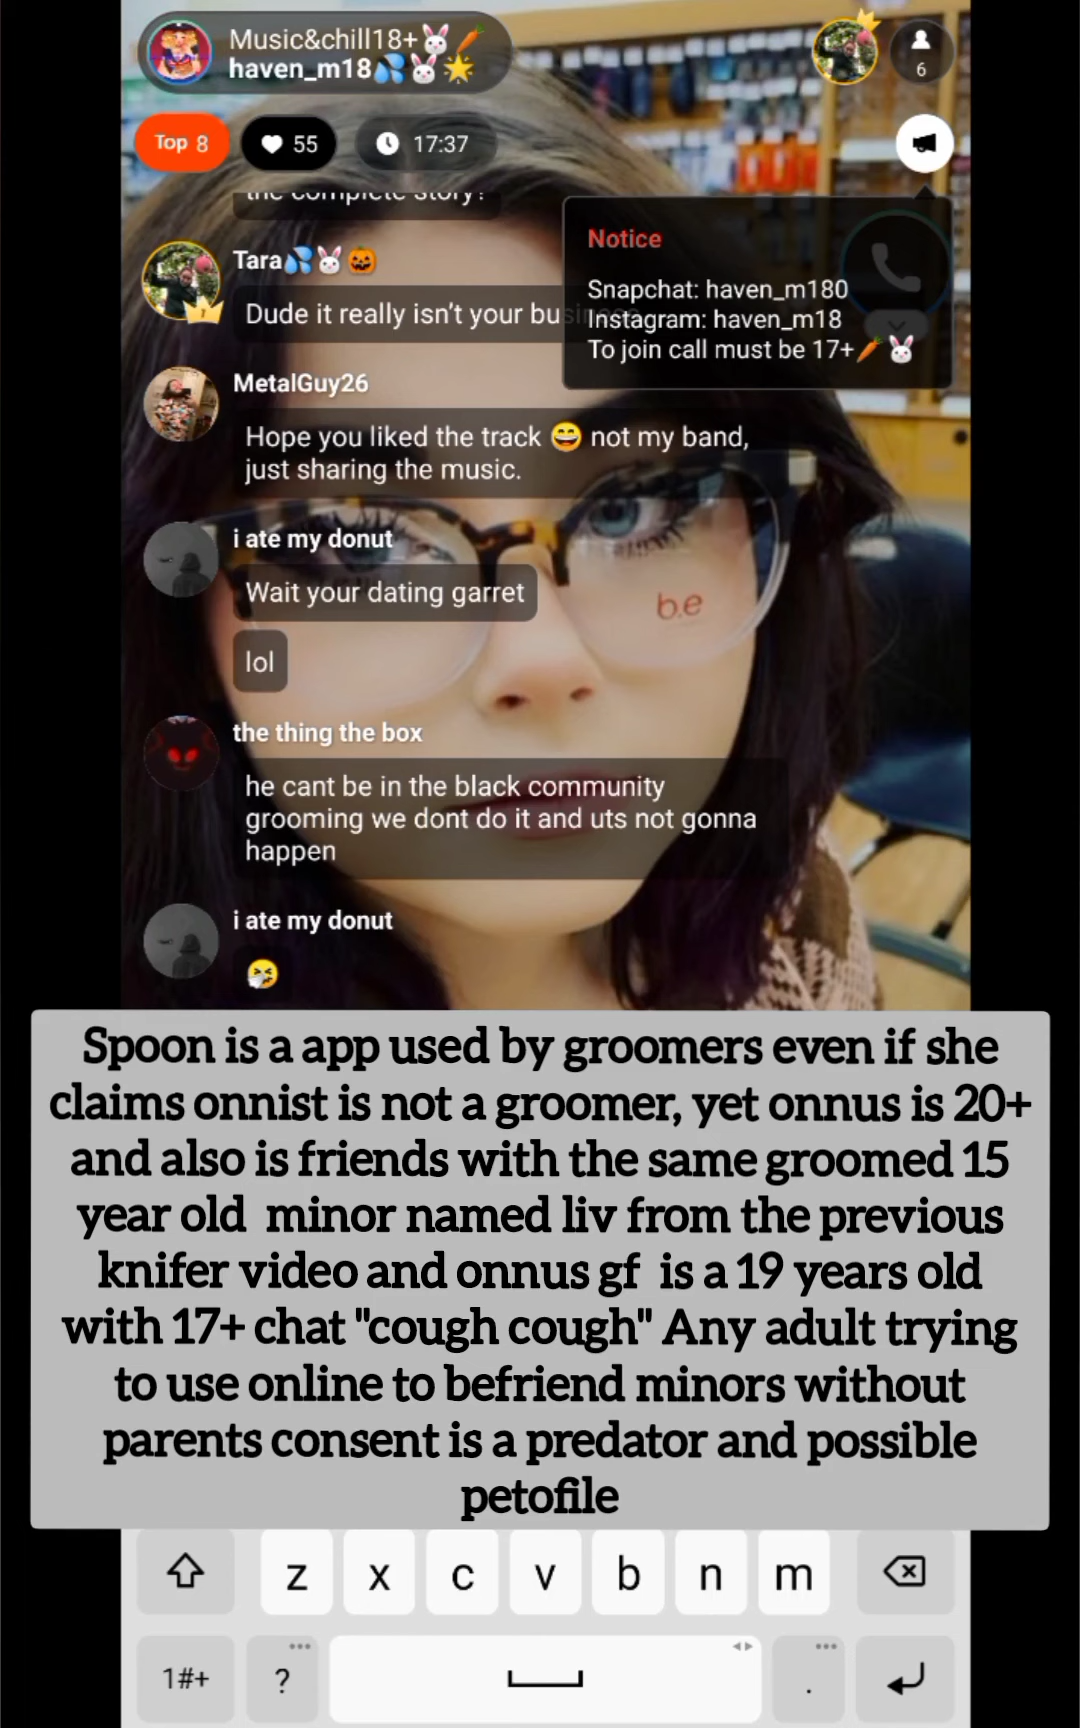 Music&chill18+🐰🥕
haven_m18💦🐰🌟
6
Top 8
55
17:37
the complete story?
Notice
Snapchat: haven_m180
Instagram: haven_m18
To join call must be 17+🥕🐰
Tara💦🐰🎃
Dude it really isn't your business
MetalGuy26
Hope you liked the track 😄 not my band,
just sharing the music.
i ate my donut
Wait your dating garret
lol
b.e
the thing the box
he cant be in the black community
grooming we dont do it and uts not gonna
happen
i ate my donut
🤧
Spoon is a app used by groomers even if she
claims onnist is not a groomer, yet onnus is 20+
and also is friends with the same groomed 15
year old minor named liv from the previous
knifer video and onnus gf is a 19 years old
with 17+ chat "cough cough" Any adult trying
to use online to befriend minors without
parents consent is a predator and possible
petofile
z x c v b n m
1#+ ? .